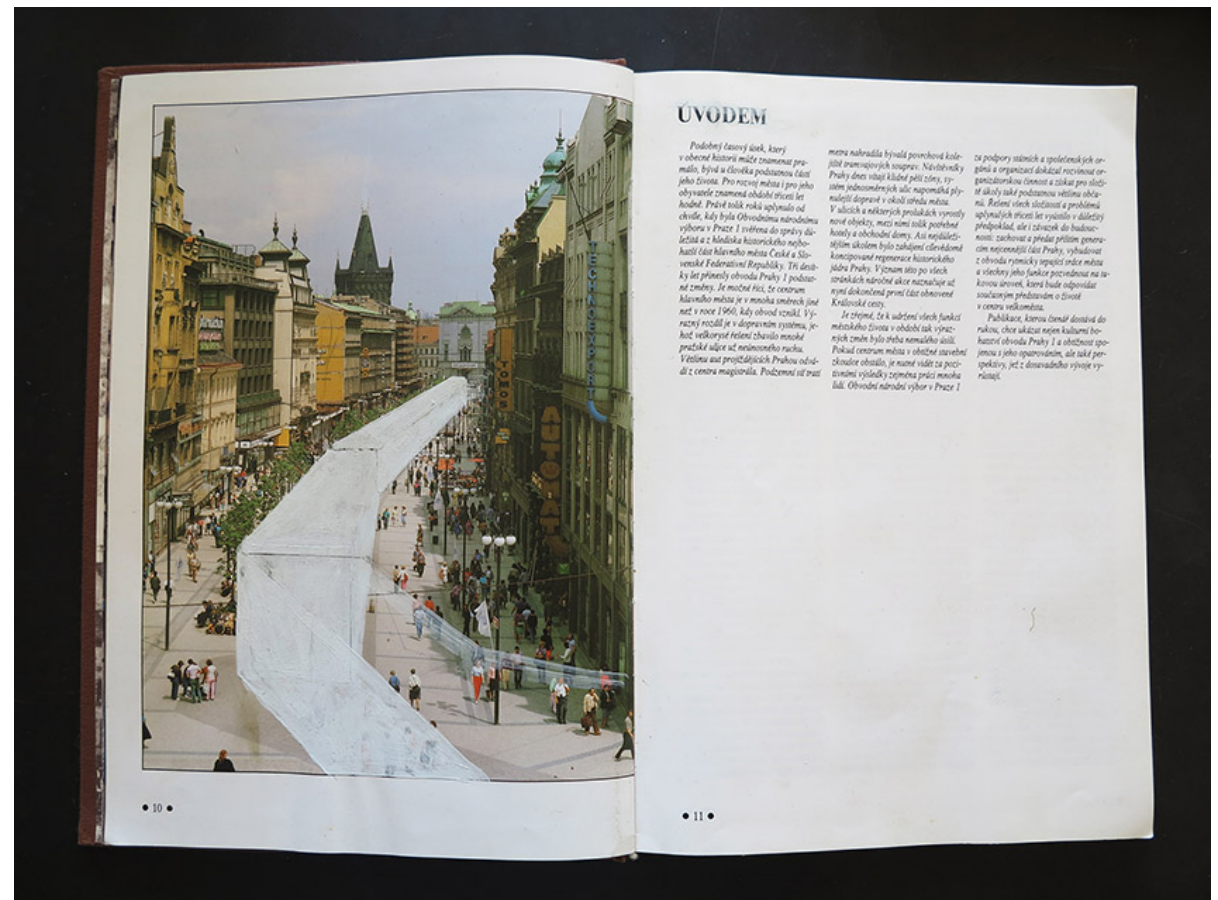 TECHNOEXPORT
TOMOS
AUTOMAT
• 10 •
ÚVODEM
Podobný časový úsek, který
v obecné historii může znamenat pra-
málo, bývá u člověka podstatnou částí
jeho života. Pro rozvoj města i pro jeho
obyvatele znamená období třiceti let
hodně. Právě tolik roků uplynulo od
chvíle, kdy byla Obvodnímu národnímu
výboru v Praze 1 svěřena do správy dů-
ležitá a z hlediska historického nejbo-
hatší část hlavního města České a Slo-
venské Federativní Republiky. Tři desít-
ky let přinesly obvodu Prahy 1 podstat-
né změny. Je možné říci, že centrum
hlavního města je v mnoha směrech jiné
než v roce 1960, kdy obvod vznikl. Vý-
razný rozdíl je v dopravním systému, je-
hož velkorysé řešení zbavilo mnohé
pražské ulice už neúnosného ruchu.
Většinu aut projíždějících Prahou odvá-
dí z centra magistrála. Podzemní síť tratí
metra nahradila bývalá povrchová kole-
jiště tramvajových souprav. Návštěvníky
Prahy dnes vítají klidné pěší zóny, sy-
stém jednosměrných ulic napomáhá ply-
nulejší dopravě v okolí středu města.
V ulicích a některých prolukách vyrostly
nové objekty, mezi nimi tolik potřebné
hotely a obchodní domy. Asi nejdůleži-
tějším úkolem bylo zahájení cílevědomě
koncipované regenerace historického
jádra Prahy. Význam této po všech
stránkách náročné akce naznačuje už
nyní dokončená první část obnovené
Královské cesty.
Je zřejmé, že k udržení všech funkcí
městského života v období tak výraz-
ných změn bylo třeba nemalého úsilí.
Pokud centrum města v obtížné stavební
zkoušce obstálo, je nutné vidět za pozi-
tivními výsledky zejména práci mnoha
lidí. Obvodní národní výbor v Praze 1
za podpory státních a společenských or-
gánů a organizací dokázal rozvinout or-
ganizátorskou činnost a získat pro složi-
té úkoly také podstatnou většinu obča-
nů. Řešení všech složitostí a problémů
uplynulých třiceti let vyústilo v důležitý
předpoklad, ale i závazek do budouc-
nosti: zachovat a předat příštím genera-
cím nejcennější část Prahy, vybudovat
z obvodu rytmicky tepající srdce města
a všechny jeho funkce pozvednout na ta-
kovou úroveň, která bude odpovídat
současným představám o životě
v centru velkoměsta.
Publikace, kterou čtenář dostává do
rukou, chce ukázat nejen kulturní bo-
hatství obvodu Prahy 1 a obtížnost spo-
jenou s jeho opatrováním, ale také per-
spektivy, jež z dosavadního vývoje vy-
růstají.
• 11 •